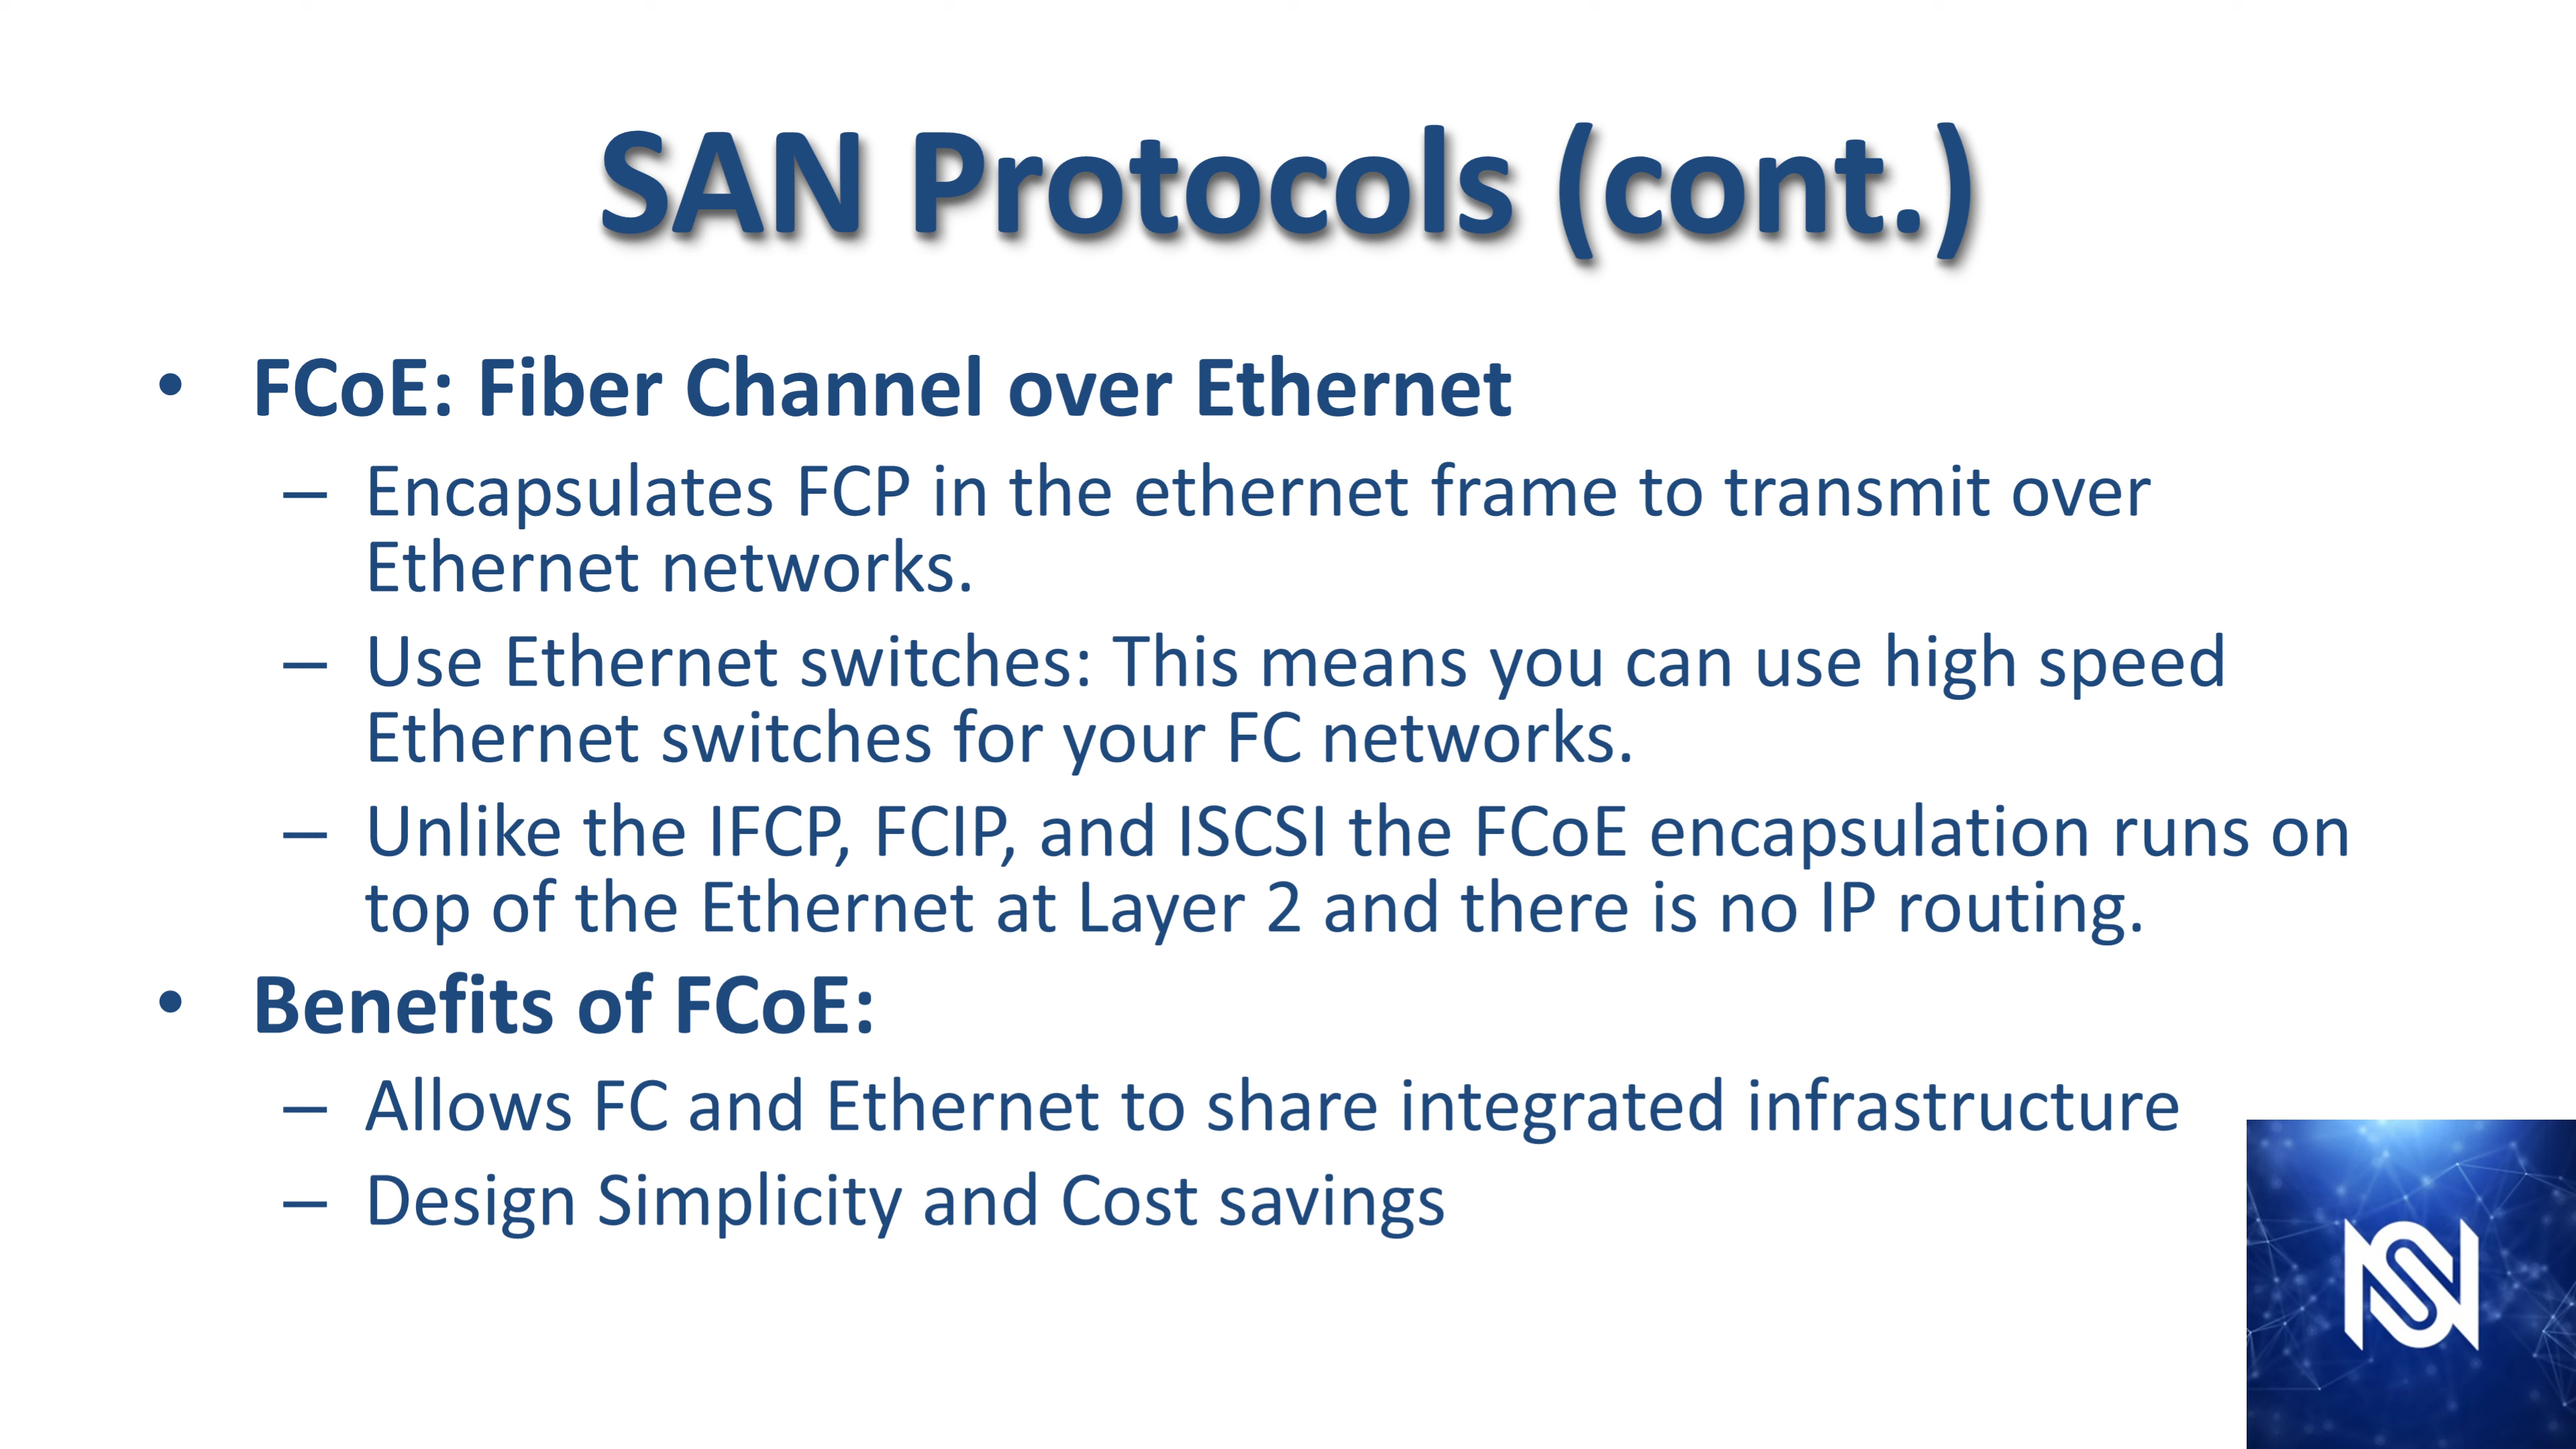 SAN Protocols (cont.)
• FCoE: Fiber Channel over Ethernet
– Encapsulates FCP in the ethernet frame to transmit over
Ethernet networks.
– Use Ethernet switches: This means you can use high speed
Ethernet switches for your FC networks.
– Unlike the IFCP, FCIP, and ISCSI the FCoE encapsulation runs on
top of the Ethernet at Layer 2 and there is no IP routing.
• Benefits of FCoE:
– Allows FC and Ethernet to share integrated infrastructure
– Design Simplicity and Cost savings